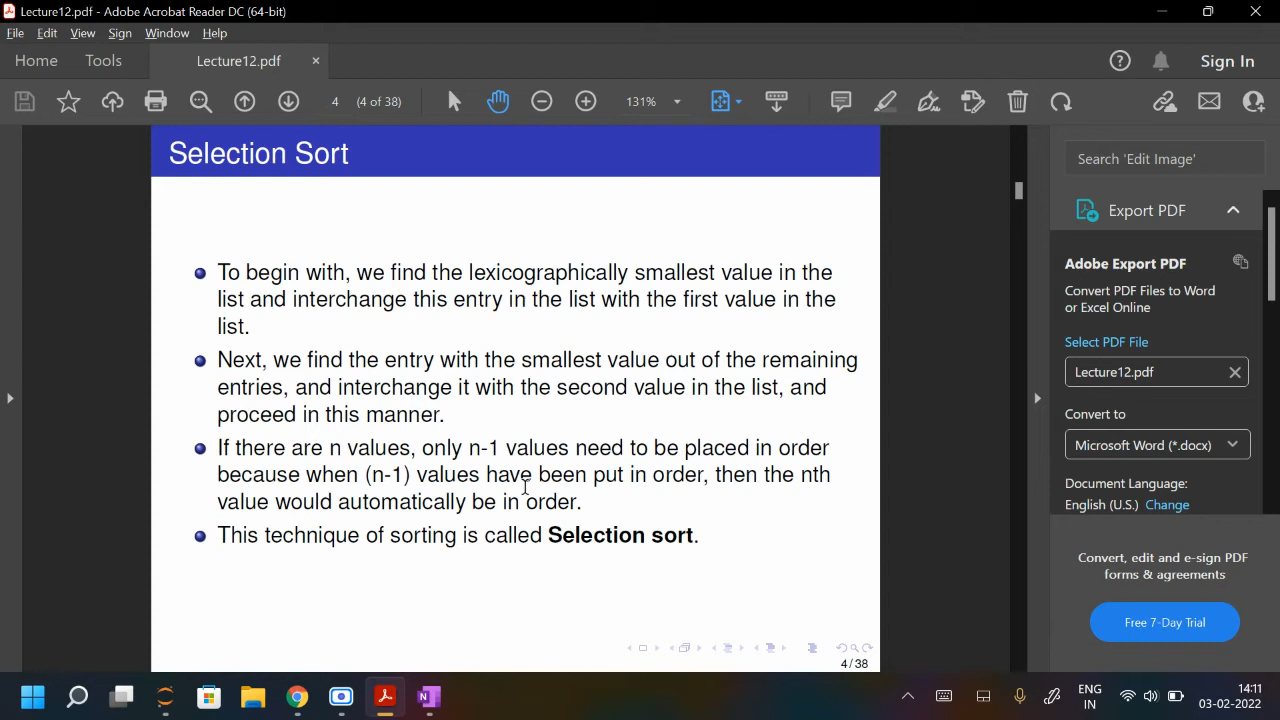 Lecture12.pdf - Adobe Acrobat Reader DC (64-bit)
File Edit View Sign Window Help
Home Tools Lecture12.pdf × ? Sign In
4 (4 of 38) 131%
Selection Sort
To begin with, we find the lexicographically smallest value in the
list and interchange this entry in the list with the first value in the
list.
Next, we find the entry with the smallest value out of the remaining
entries, and interchange it with the second value in the list, and
proceed in this manner.
If there are n values, only n-1 values need to be placed in order
because when (n-1) values have been put in order, then the nth
value would automatically be in order.
This technique of sorting is called Selection sort.
4 / 38
Search 'Edit Image'
Export PDF
Adobe Export PDF
Convert PDF Files to Word
or Excel Online
Select PDF File
Lecture12.pdf
Convert to
Microsoft Word (*.docx)
Document Language:
English (U.S.) Change
Convert, edit and e-sign PDF
forms & agreements
Free 7-Day Trial
ENG
IN
14:11
03-02-2022